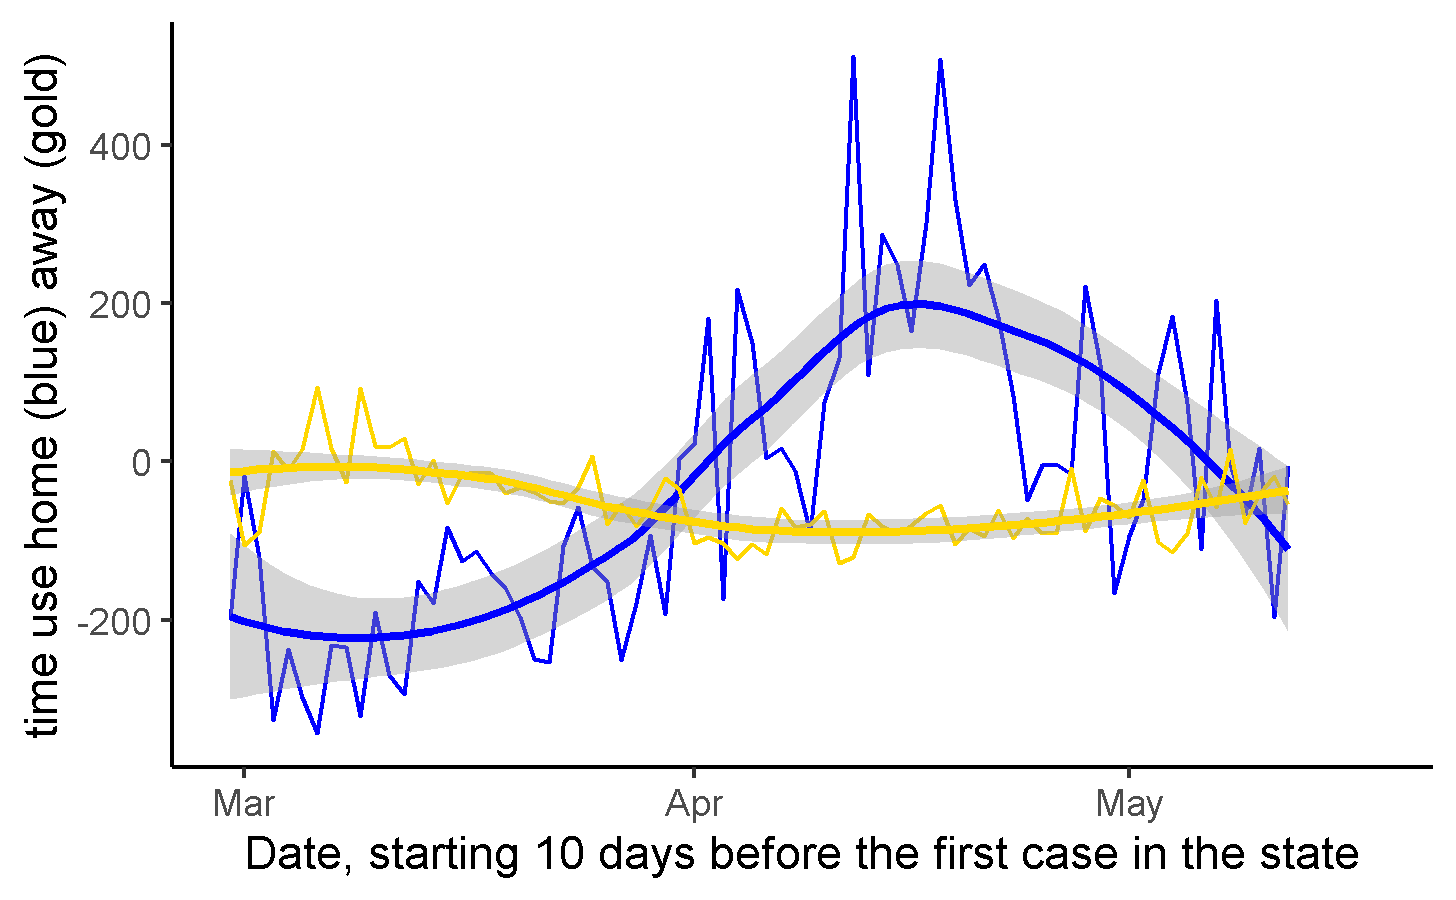 time use home (blue) away (gold)
400
200
0
-200
Mar
Apr
May
Date, starting 10 days before the first case in the state